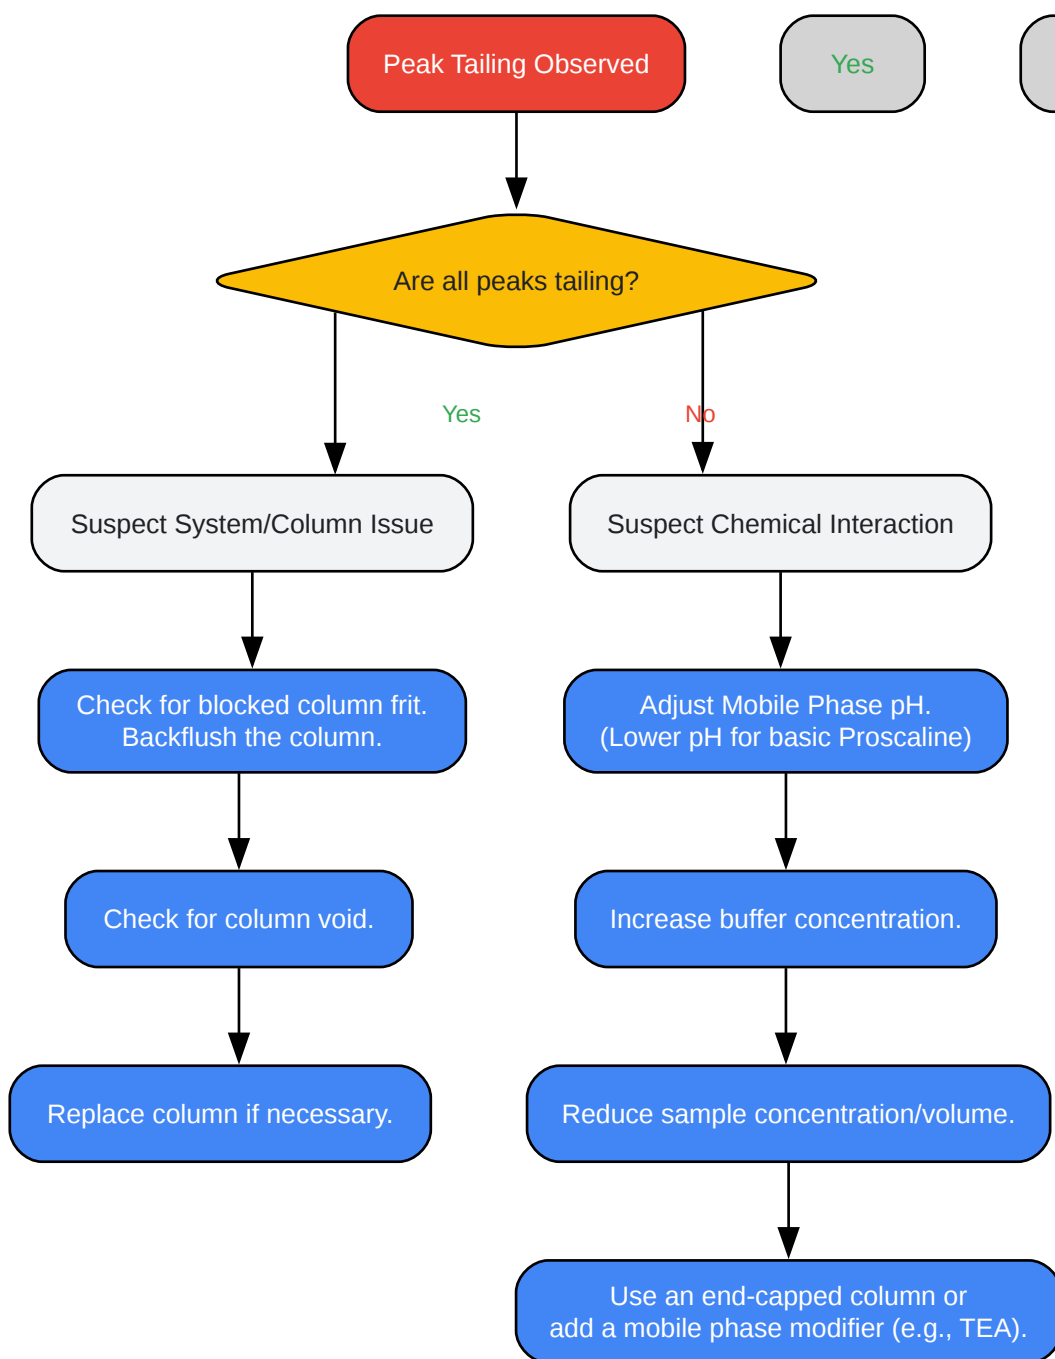 Peak Tailing Observed
Yes
Are all peaks tailing?
Yes
No
Suspect System/Column Issue
Suspect Chemical Interaction
Check for blocked column frit.
Backflush the column.
Adjust Mobile Phase pH.
(Lower pH for basic Proscaline)
Check for column void.
Increase buffer concentration.
Replace column if necessary.
Reduce sample concentration/volume.
Use an end-capped column or
add a mobile phase modifier (e.g., TEA).